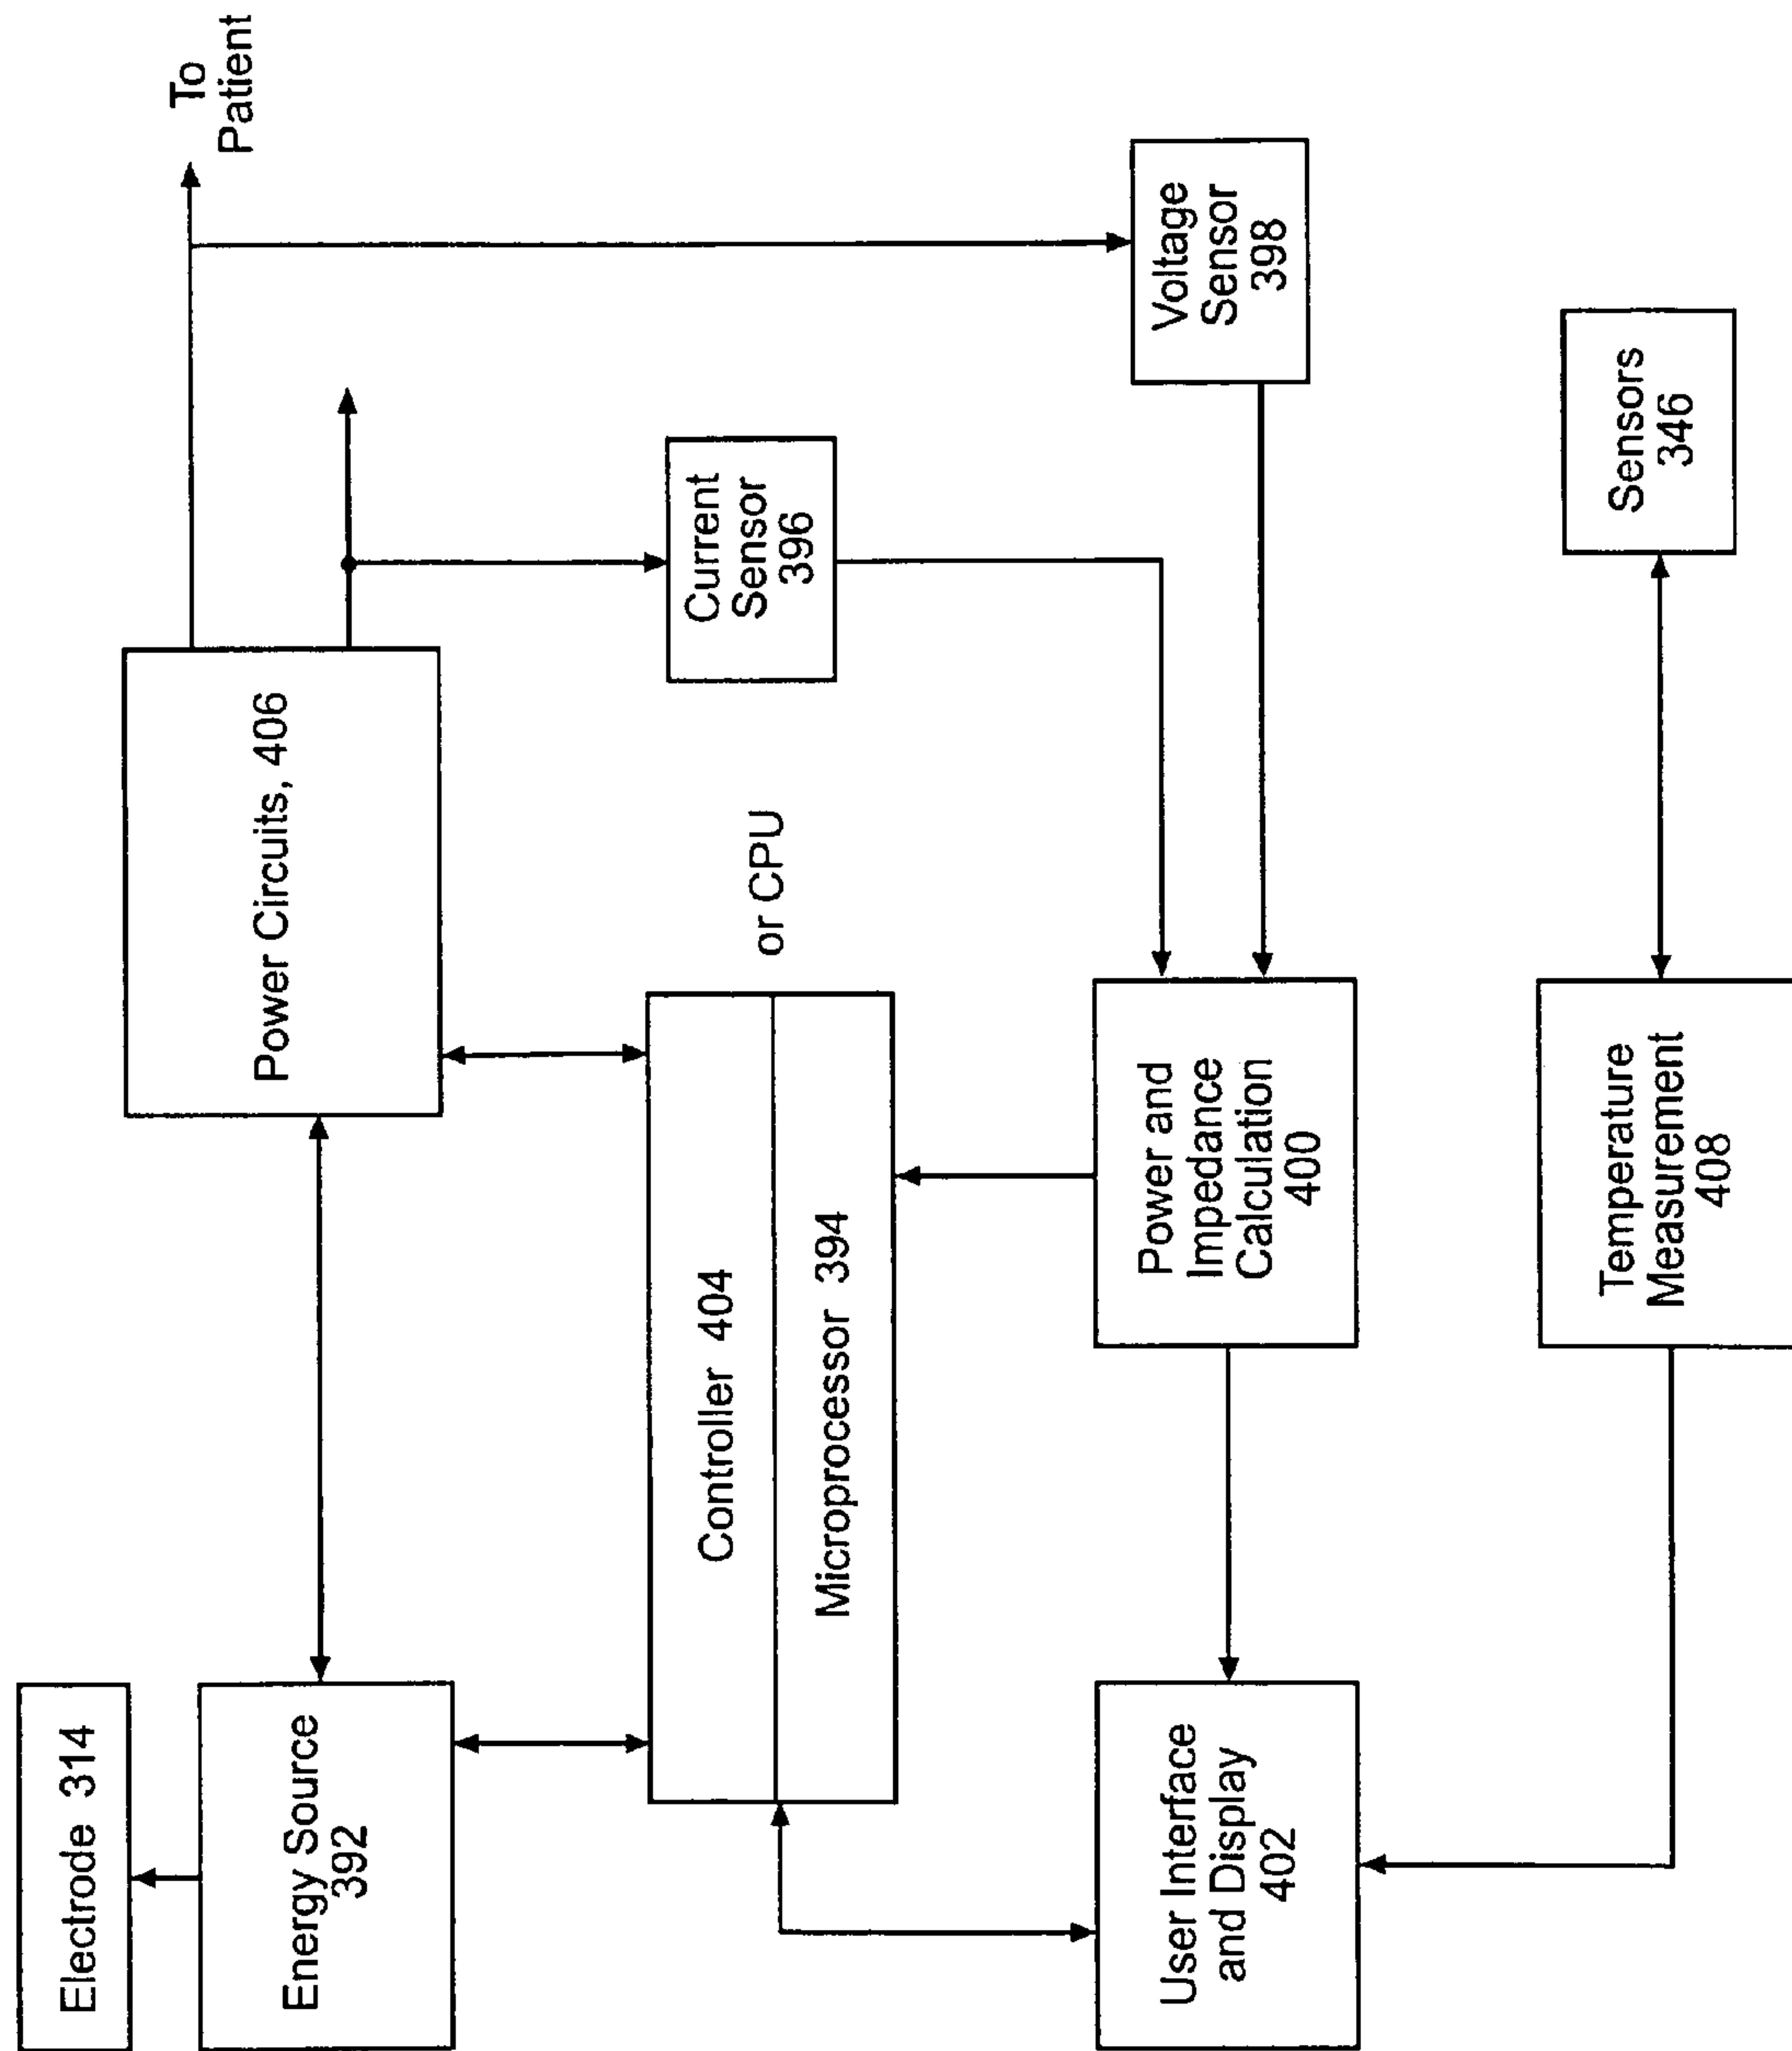 Electrode 314
Energy Source
392
Power Circuits, 406
To
Patient
Controller 404
Microprocessor 394
or CPU
Current
Sensor
396
User Interface
and Display
402
Power and
Impedance
Calculation
400
Voltage
Sensor
398
Temperature
Measurement
408
Sensors
346